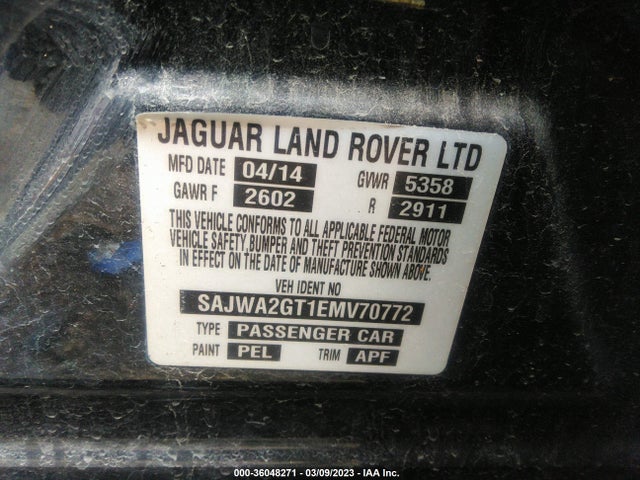 JAGUAR LAND ROVER LTD
MFD DATE 04/14 GVWR 5358
GAWR F 2602 R 2911
THIS VEHICLE CONFORMS TO ALL APPLICABLE FEDERAL MOTOR
VEHICLE SAFETY, BUMPER AND THEFT PREVENTION STANDARDS
IN EFFECT ON THE DATE OF MANUFACTURE SHOWN ABOVE.
VEH IDENT NO
SAJWA2GT1EMV70772
TYPE PASSENGER CAR
PAINT PEL TRIM APF
000-36048271 - 03/09/2023 - IAA Inc.